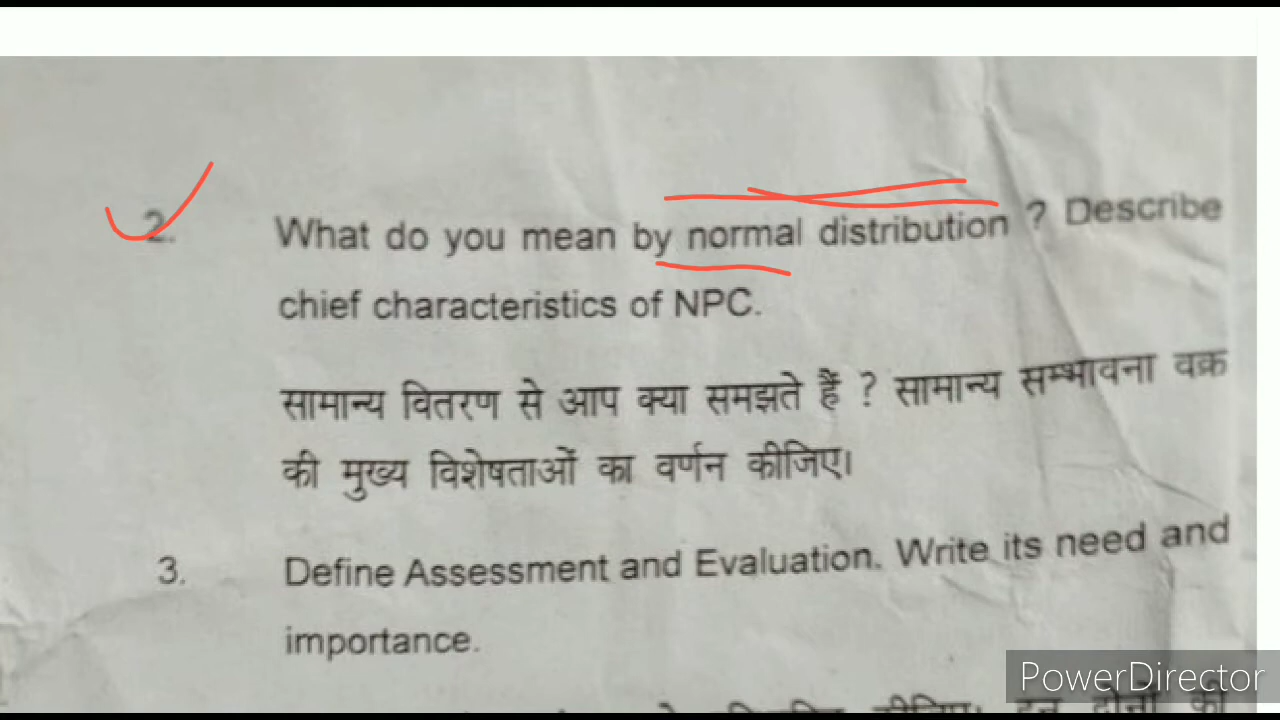 2. What do you mean by normal distribution ? Describe
chief characteristics of NPC.
सामान्य वितरण से आप क्या समझते हैं ? सामान्य सम्भावना वक्र
की मुख्य विशेषताओं का वर्णन कीजिए।
3. Define Assessment and Evaluation. Write its need and
importance.
कीजिए। इन दोनों की
PowerDirector